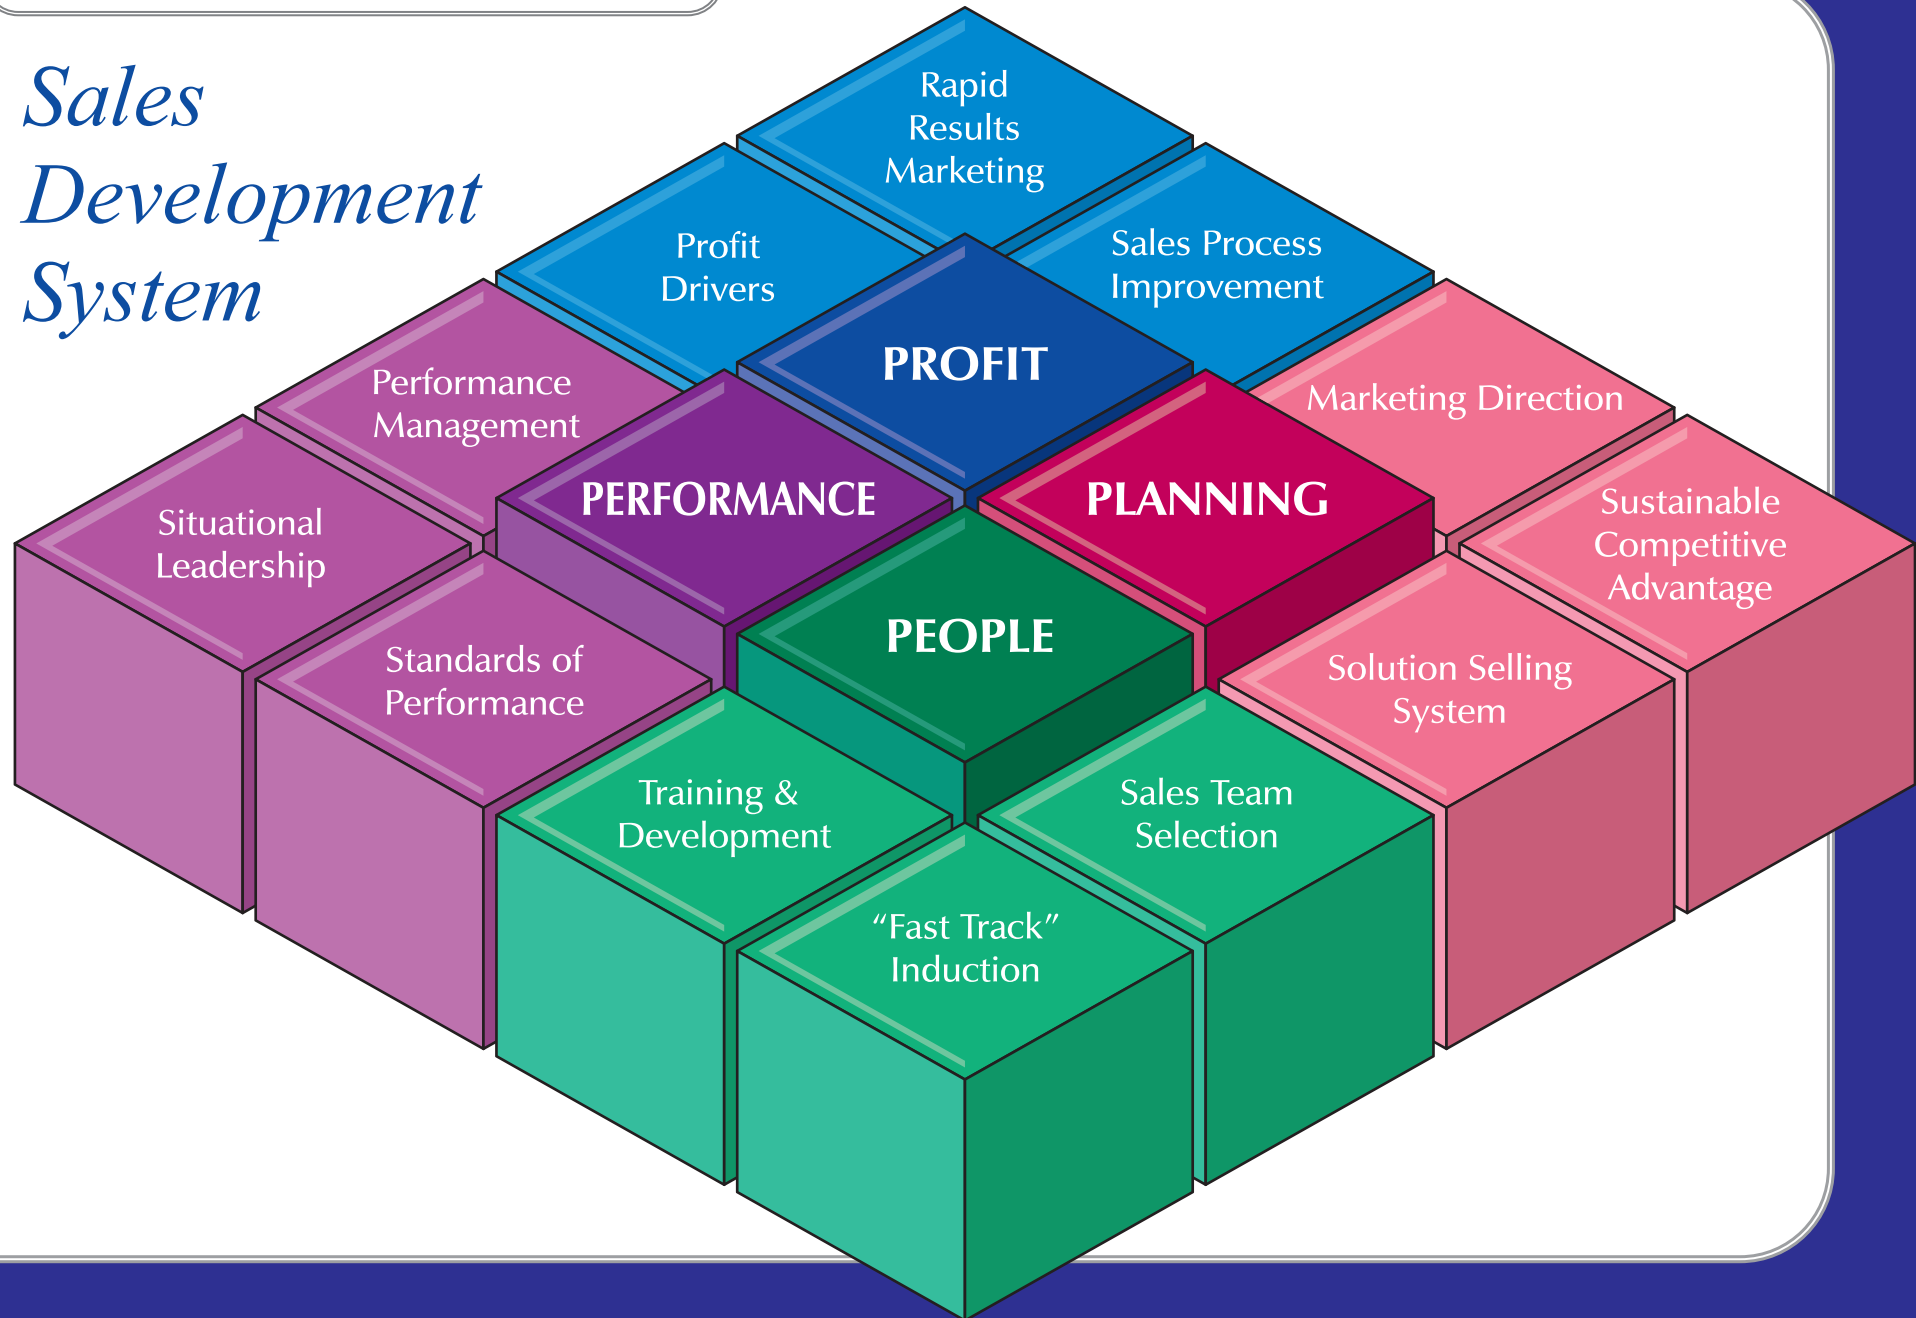 Sales
Development
System
Rapid
Results
Marketing
Profit
Drivers
Sales Process
Improvement
PROFIT
Performance
Management
Marketing Direction
PERFORMANCE
PLANNING
Situational
Leadership
Sustainable
Competitive
Advantage
PEOPLE
Standards of
Performance
Solution Selling
System
Training &
Development
Sales Team
Selection
“Fast Track”
Induction